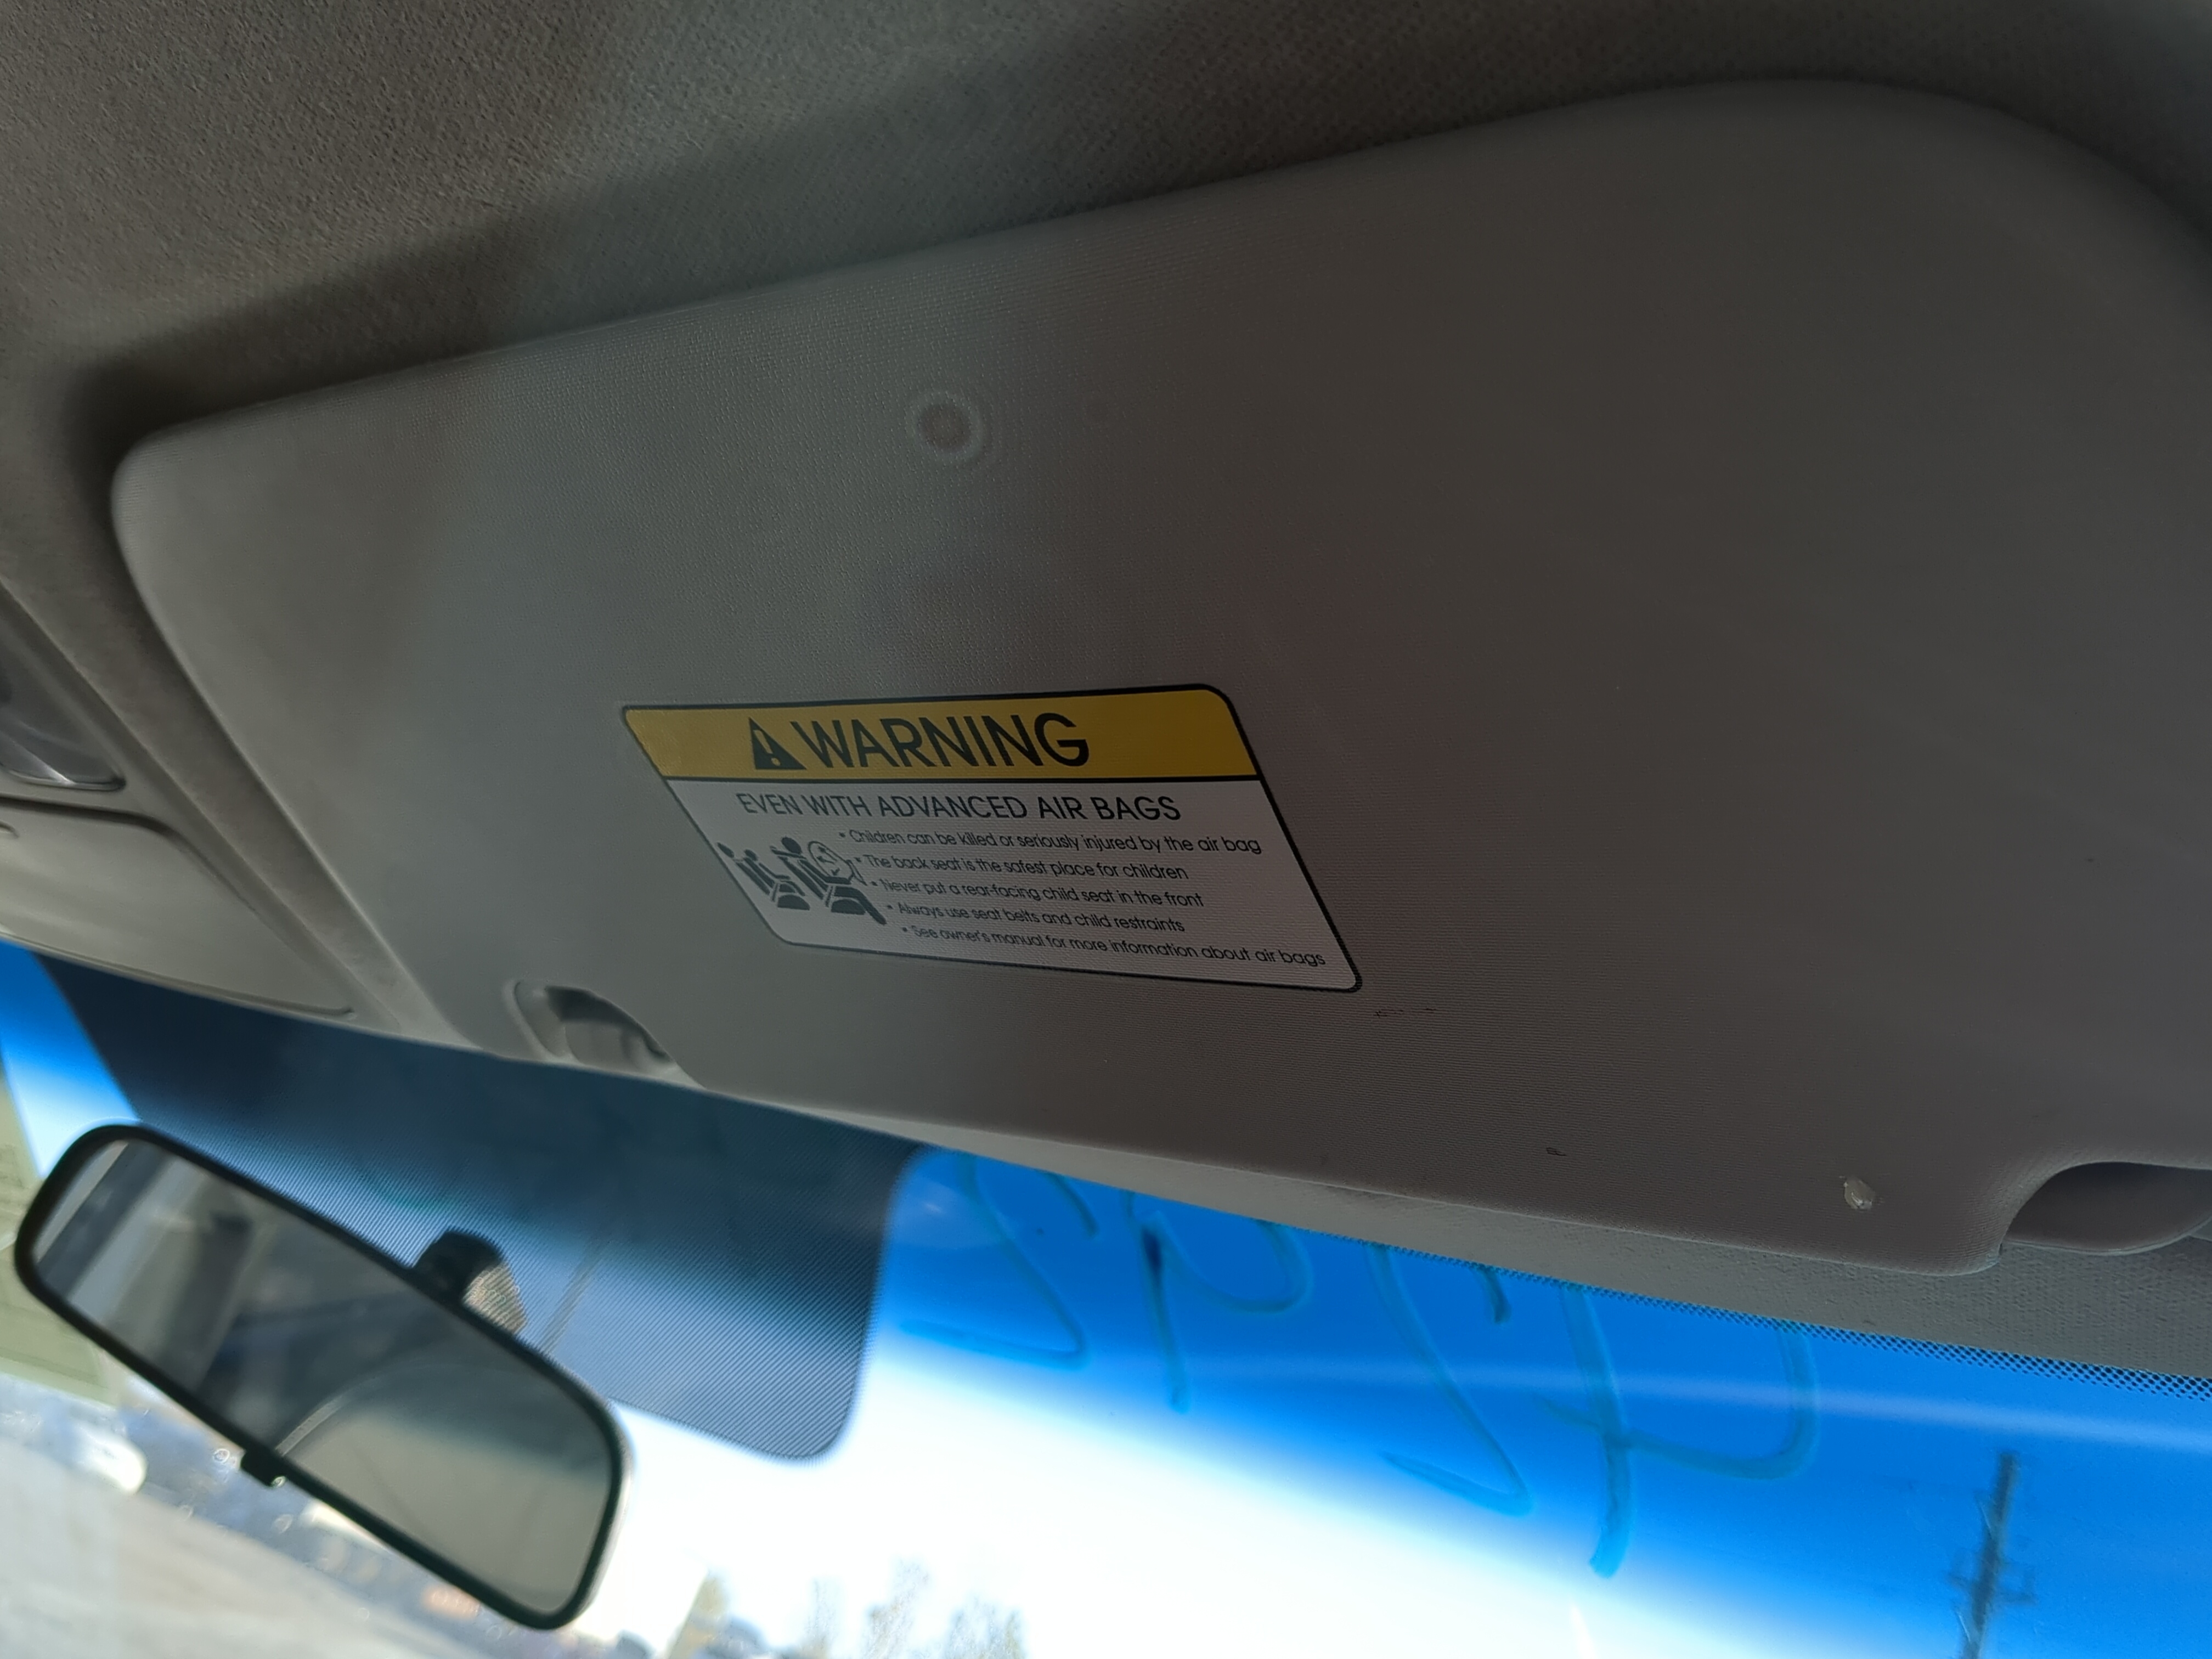 WARNING
EVEN WITH ADVANCED AIR BAGS
• Children can be killed or seriously injured by the air bag
• The back seat is the safest place for children
• Never put a rear-facing child seat in the front
• Always use seat belts and child restraints
• See owner's manual for more information about air bags